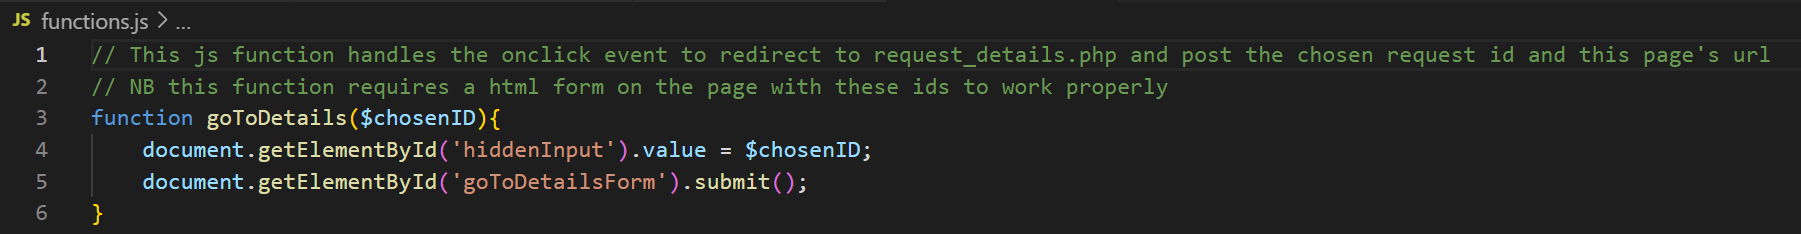 JS functions.js > ...
1 // This js function handles the onclick event to redirect to request_details.php and post the chosen request id and this page's url
2 // NB this function requires a html form on the page with these ids to work properly
3 function goToDetails($chosenID){
4     document.getElementById('hiddenInput').value = $chosenID;
5     document.getElementById('goToDetailsForm').submit();
6 }